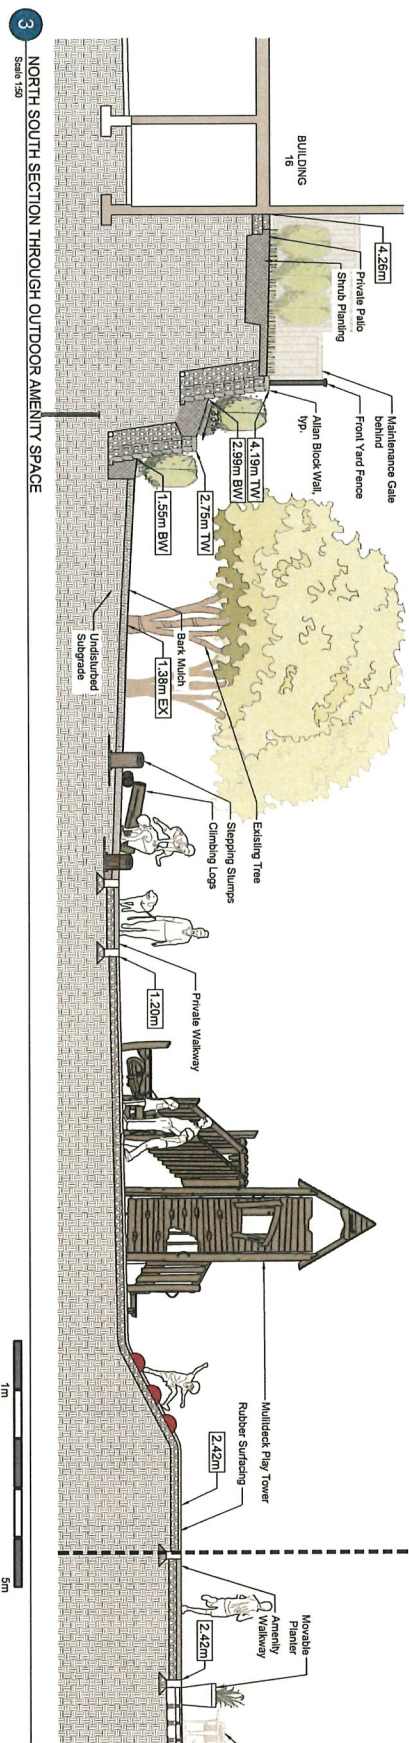 3
NORTH SOUTH SECTION THROUGH OUTDOOR AMENITY SPACE
Scale 1:50
BUILDING
16
4.26m
Private Patio
Shrub Planting
Maintenance Gate
behind
Front Yard Fence
Allan Block Wall,
typ.
4.19m TW
2.99m BW
2.75m TW
1.55m BW
Bark Mulch
1.38m EX
Undisturbed
Subgrade
Existing Tree
Stepping Stumps
Climbing Logs
Private Walkway
1.20m
Multideck Play Tower
Rubber Surfacing
2.42m
Movable
Planter
Amenity
Walkway
2.42m
1m
5m